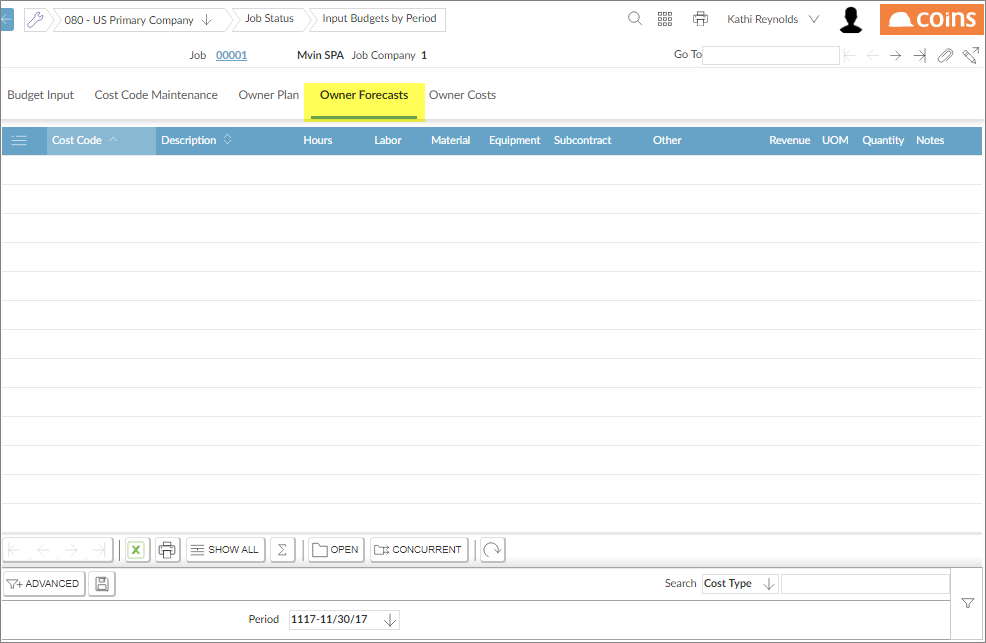 080 - US Primary Company Job Status Input Budgets by Period Kathi Reynolds coins
Job 00001 Mvin SPA Job Company 1 Go To
Budget Input Cost Code Maintenance Owner Plan Owner Forecasts Owner Costs
Cost Code Description Hours Labor Material Equipment Subcontract Other Revenue UOM Quantity Notes
X SHOW ALL Σ OPEN CONCURRENT
ADVANCED Search Cost Type
Period 1117-11/30/17